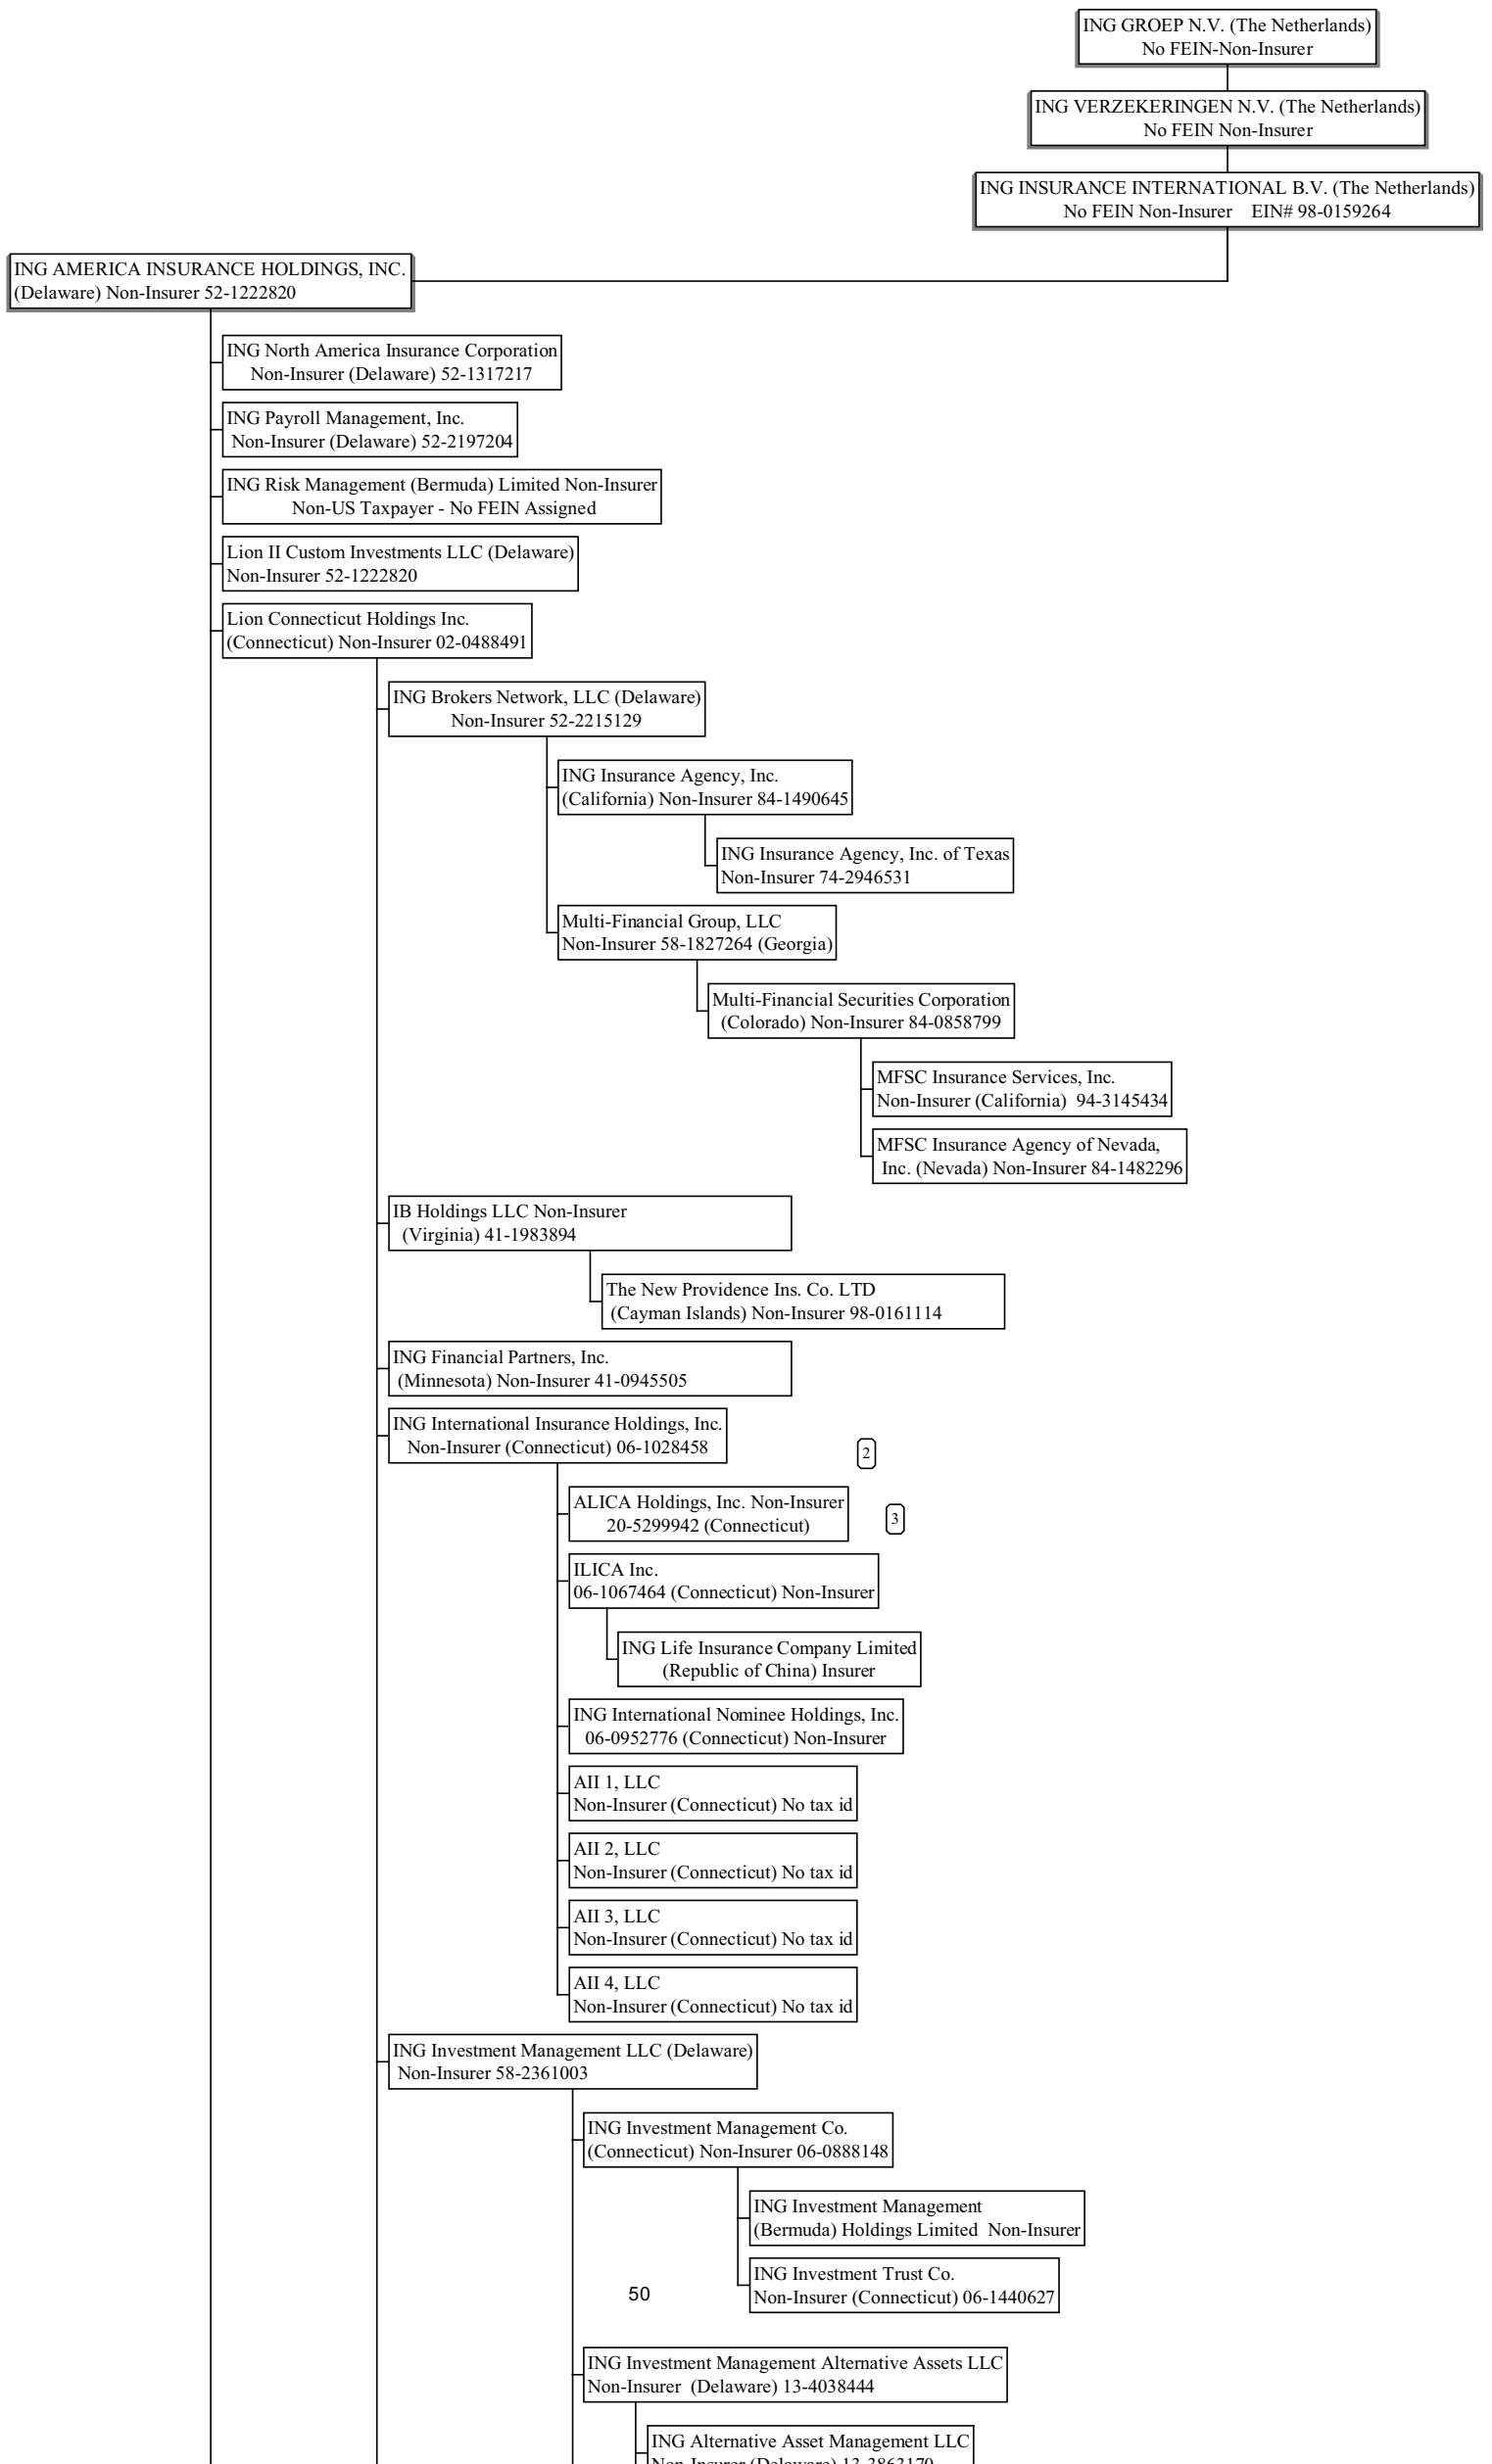 ING GROEP N.V. (The Netherlands)
No FEIN-Non-Insurer
ING VERZEKERINGEN N.V. (The Netherlands)
No FEIN Non-Insurer
ING INSURANCE INTERNATIONAL B.V. (The Netherlands)
No FEIN Non-Insurer EIN# 98-0159264
ING AMERICA INSURANCE HOLDINGS, INC.
(Delaware) Non-Insurer 52-1222820
ING North America Insurance Corporation
Non-Insurer (Delaware) 52-1317217
ING Payroll Management, Inc.
Non-Insurer (Delaware) 52-2197204
ING Risk Management (Bermuda) Limited Non-Insurer
Non-US Taxpayer - No FEIN Assigned
Lion II Custom Investments LLC (Delaware)
Non-Insurer 52-1222820
Lion Connecticut Holdings Inc.
(Connecticut) Non-Insurer 02-0488491
ING Brokers Network, LLC (Delaware)
Non-Insurer 52-2215129
ING Insurance Agency, Inc.
(California) Non-Insurer 84-1490645
ING Insurance Agency, Inc. of Texas
Non-Insurer 74-2946531
Multi-Financial Group, LLC
Non-Insurer 58-1827264 (Georgia)
Multi-Financial Securities Corporation
(Colorado) Non-Insurer 84-0858799
MFSC Insurance Services, Inc.
Non-Insurer (California) 94-3145434
MFSC Insurance Agency of Nevada,
Inc. (Nevada) Non-Insurer 84-1482296
IB Holdings LLC Non-Insurer
(Virginia) 41-1983894
The New Providence Ins. Co. LTD
(Cayman Islands) Non-Insurer 98-0161114
ING Financial Partners, Inc.
(Minnesota) Non-Insurer 41-0945505
ING International Insurance Holdings, Inc.
Non-Insurer (Connecticut) 06-1028458
2
ALICA Holdings, Inc. Non-Insurer
20-5299942 (Connecticut)
3
ILICA Inc.
06-1067464 (Connecticut) Non-Insurer
ING Life Insurance Company Limited
(Republic of China) Insurer
ING International Nominee Holdings, Inc.
06-0952776 (Connecticut) Non-Insurer
AII 1, LLC
Non-Insurer (Connecticut) No tax id
AII 2, LLC
Non-Insurer (Connecticut) No tax id
AII 3, LLC
Non-Insurer (Connecticut) No tax id
AII 4, LLC
Non-Insurer (Connecticut) No tax id
ING Investment Management LLC (Delaware)
Non-Insurer 58-2361003
ING Investment Management Co.
(Connecticut) Non-Insurer 06-0888148
ING Investment Management
(Bermuda) Holdings Limited Non-Insurer
ING Investment Trust Co.
Non-Insurer (Connecticut) 06-1440627
50
ING Investment Management Alternative Assets LLC
Non-Insurer (Delaware) 13-4038444
ING Alternative Asset Management LLC
Non-Insurer (Delaware) 13-3863170